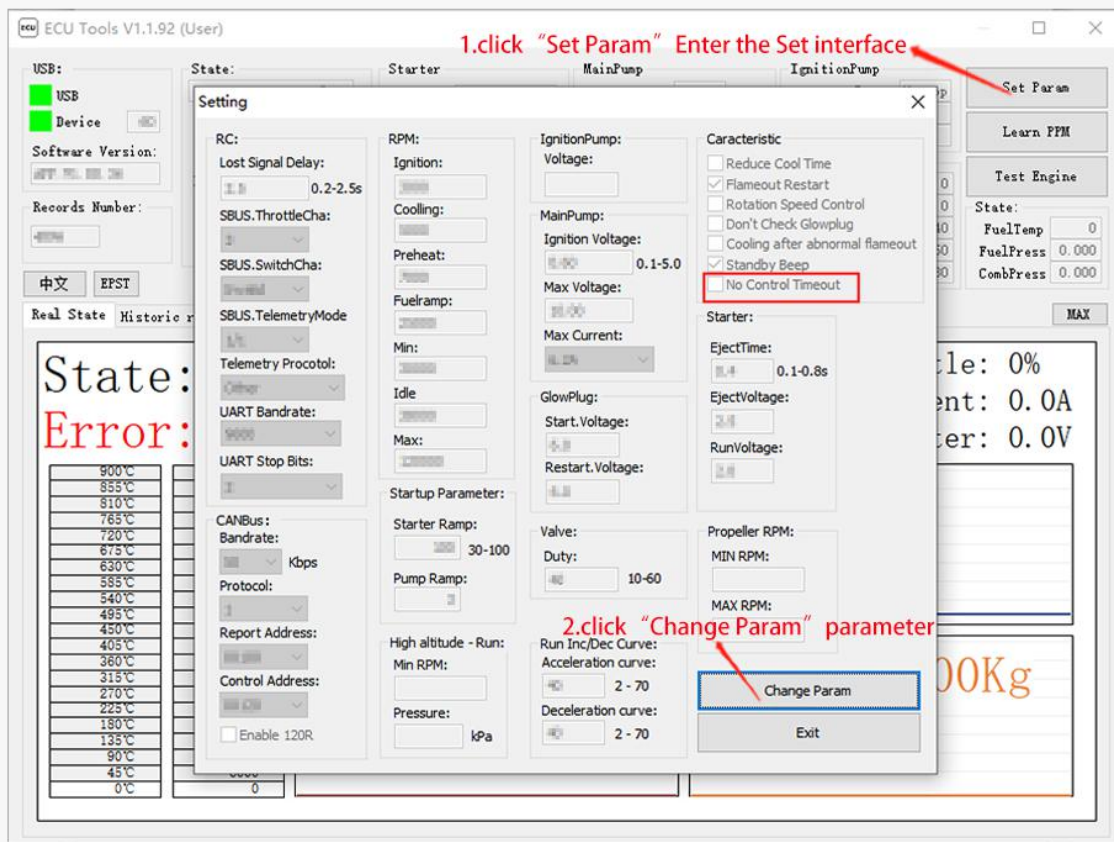 ECU Tools V1.1.92 (User)
1.click “Set Param” Enter the Set interface
USB:
USB
Device
Software Version:
Records Number:
中文
EPST
State:
Starter
MainPump
IgnitionPump
Set Param
Learn PPM
Test Engine
State:
FuelTemp 0
FuelPress 0.000
CombPress 0.000
MAX
Real State
Historic r
State:
Error:
900℃
855℃
810℃
765℃
720℃
675℃
630℃
585℃
540℃
495℃
450℃
405℃
360℃
315℃
270℃
225℃
180℃
135℃
90℃
45℃
0℃
0
tle: 0%
ent: 0.0A
ter: 0.0V
00Kg
Setting
RC:
Lost Signal Delay:
0.2-2.5s
SBUS.ThrottleCha:
SBUS.SwitchCha:
SBUS.TelemetryMode
Telemetry Procotol:
UART Bandrate:
UART Stop Bits:
CANBus:
Bandrate:
Kbps
Protocol:
Report Address:
Control Address:
Enable 120R
RPM:
Ignition:
Coolling:
Preheat:
Fuelramp:
Min:
Idle
Max:
Startup Parameter:
Starter Ramp:
30-100
Pump Ramp:
High altitude - Run:
Min RPM:
Pressure:
kPa
IgnitionPump:
Voltage:
MainPump:
Ignition Voltage:
0.1-5.0
Max Voltage:
Max Current:
GlowPlug:
Start.Voltage:
Restart.Voltage:
Valve:
Duty:
10-60
Run Inc/Dec Curve:
Acceleration curve:
2 - 70
Deceleration curve:
2 - 70
Caracteristic
Reduce Cool Time
Flameout Restart
Rotation Speed Control
Don't Check Glowplug
Cooling after abnormal flameout
Standby Beep
No Control Timeout
Starter:
EjectTime:
0.1-0.8s
EjectVoltage:
RunVoltage:
Propeller RPM:
MIN RPM:
MAX RPM:
2.click “Change Param” parameter
Change Param
Exit